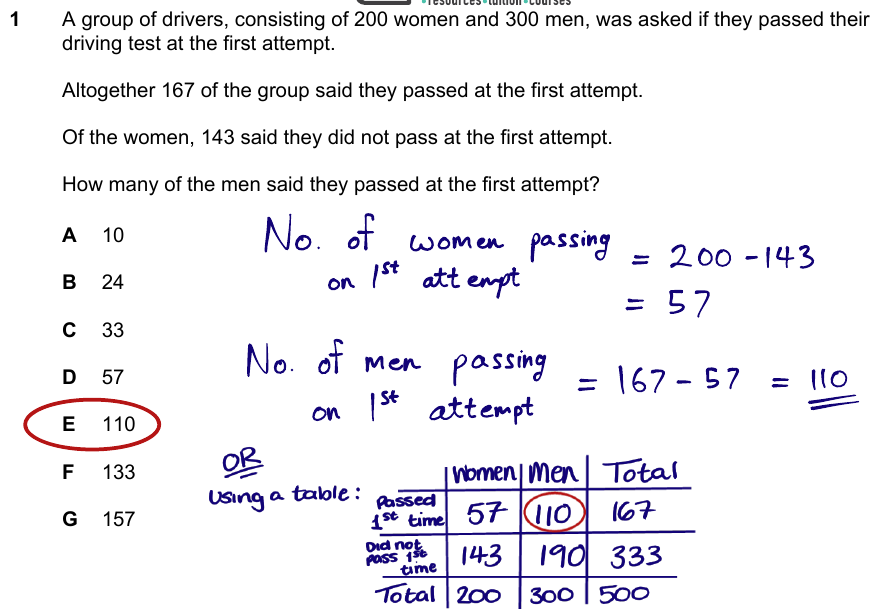 •resources•tuition•courses
1 A group of drivers, consisting of 200 women and 300 men, was asked if they passed their
driving test at the first attempt.
Altogether 167 of the group said they passed at the first attempt.
Of the women, 143 said they did not pass at the first attempt.
How many of the men said they passed at the first attempt?
A 10
B 24
C 33
D 57
E 110
F 133
G 157
No. of women passing
on 1st attempt
= 200 - 143
= 57
No. of men passing
on 1st attempt
= 167 - 57 = 110
OR
Using a table:
Women Men Total
Passed
1st time 57 110 167
Did not
pass 1st
time 143 190 333
Total 200 300 500